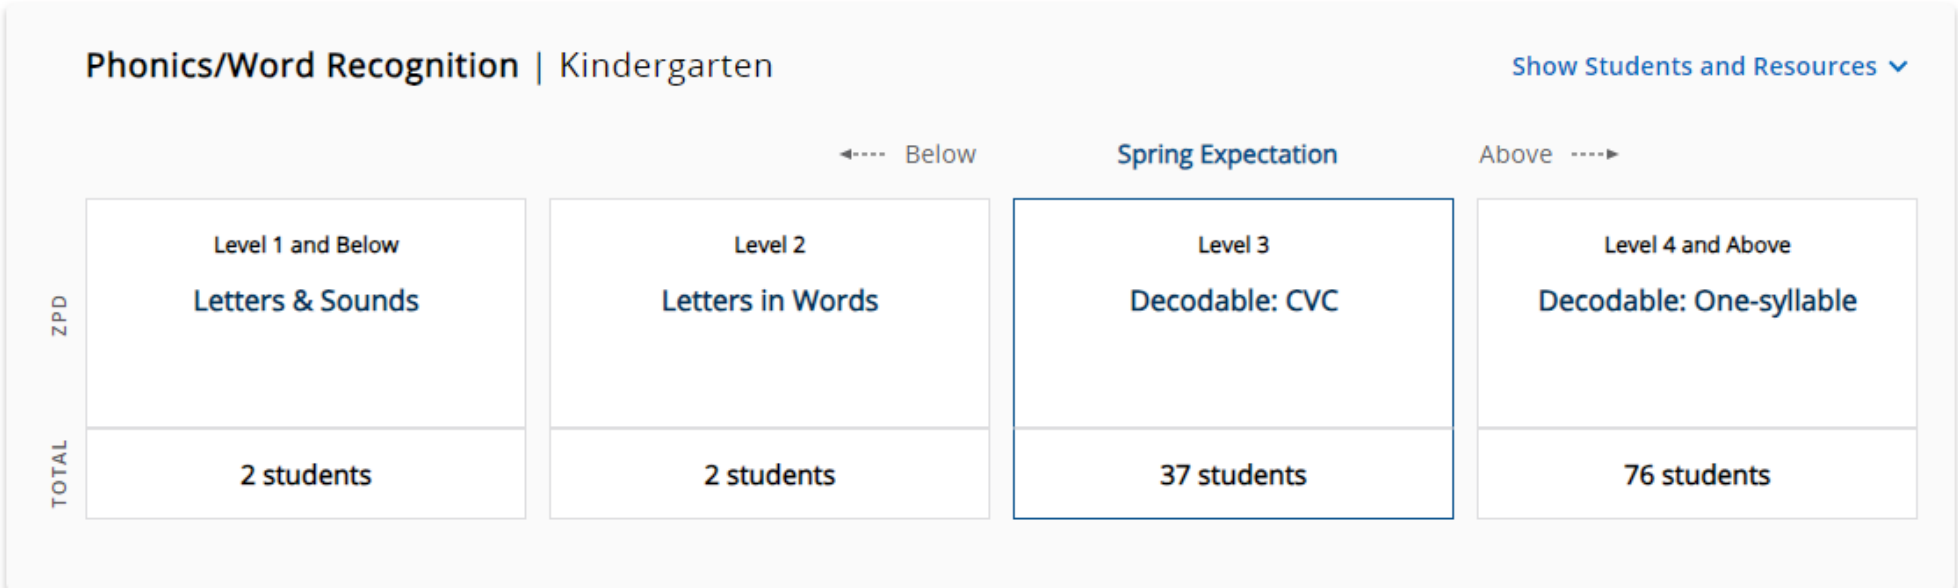 Phonics/Word Recognition | Kindergarten
Show Students and Resources
Below
Spring Expectation
Above
ZPD
Level 1 and Below
Letters & Sounds
Level 2
Letters in Words
Level 3
Decodable: CVC
Level 4 and Above
Decodable: One-syllable
TOTAL
2 students
2 students
37 students
76 students